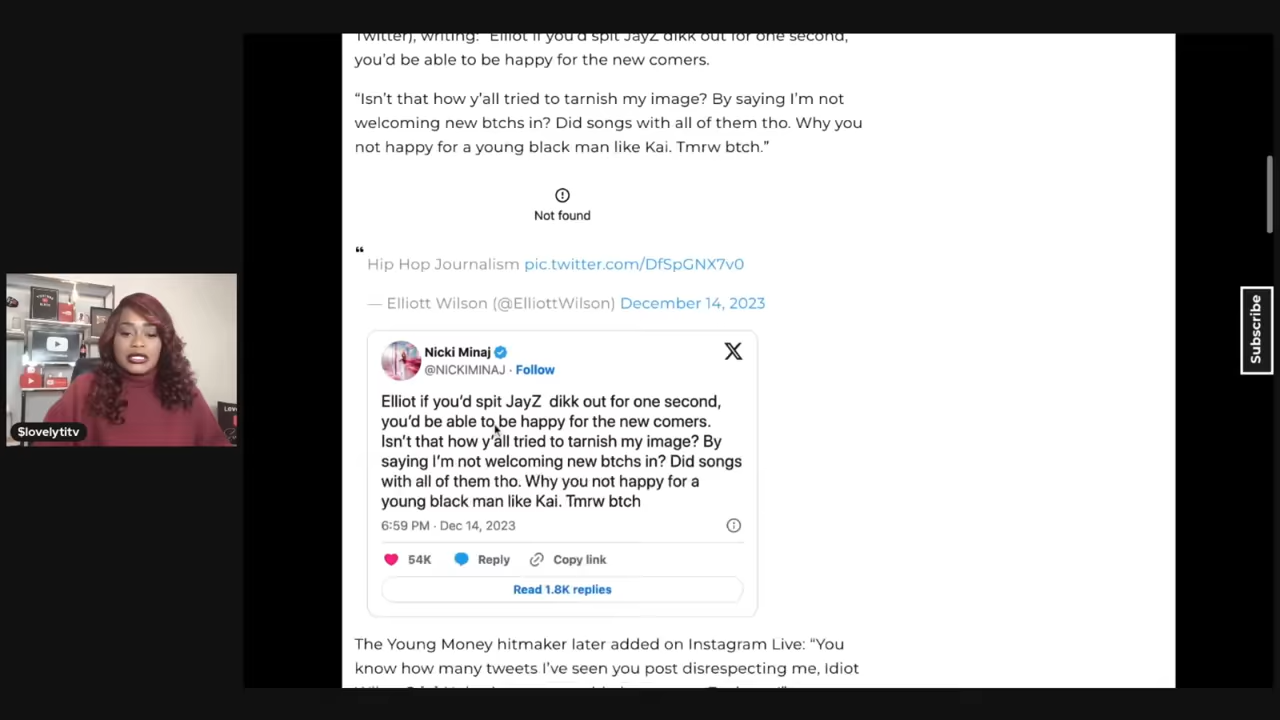 Twitter), writing: "Elliot if you'd spit JayZ dikk out for one second,
you'd be able to be happy for the new comers.
“Isn't that how y'all tried to tarnish my image? By saying I'm not
welcoming new btchs in? Did songs with all of them tho. Why you
not happy for a young black man like Kai. Tmrw btch.”
Not found
“
Hip Hop Journalism pic.twitter.com/DfSpGNX7v0
— Elliott Wilson (@ElliottWilson) December 14, 2023
Nicki Minaj
@NICKIMINAJ · Follow
X
Elliot if you'd spit JayZ dikk out for one second,
you'd be able to be happy for the new comers.
Isn't that how y'all tried to tarnish my image? By
saying I'm not welcoming new btchs in? Did songs
with all of them tho. Why you not happy for a
young black man like Kai. Tmrw btch
6:59 PM · Dec 14, 2023
54K Reply Copy link
Read 1.8K replies
The Young Money hitmaker later added on Instagram Live: “You
know how many tweets I've seen you post disrespecting me, Idiot
$lovelytitv
Subscribe